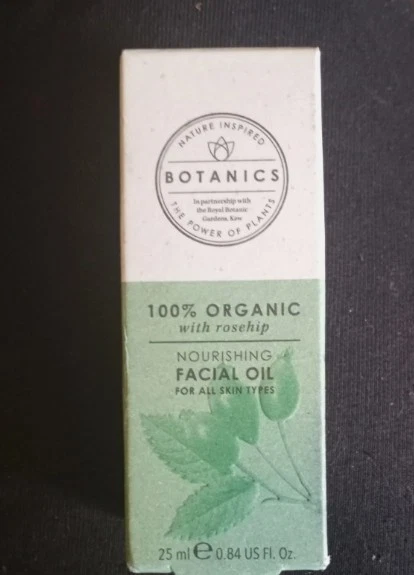 NATURE INSPIRED
BOTANICS
In partnership with
the Royal Botanic
Gardens, Kew
THE POWER OF PLANTS
100% ORGANIC
with rosehip
NOURISHING
FACIAL OIL
FOR ALL SKIN TYPES
25 ml e 0.84 US Fl. Oz.